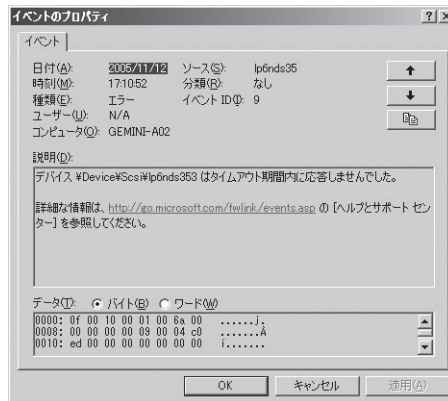 イベントのプロパティ
イベント
日付(A): 2005/11/12 ソース(S): lp6nds35
時刻(M): 17:10:52 分類(R): なし
種類(E): エラー イベント ID(I): 9
ユーザー(U): N/A
コンピュータ(O): GEMINI-A02
説明(D):
デバイス ¥Device¥Scsi¥lp6nds353 はタイムアウト期間内に応答しませんでした。
詳細な情報は、http://go.microsoft.com/fwlink/events.asp の [ヘルプとサポート セン
ター] を参照してください。
データ(T): バイト(B) ワード(W)
0000: 0f 00 10 00 01 00 6a 00 ......j.
0008: 00 00 00 00 09 00 04 c0 .......À
0010: ed 00 00 00 00 00 00 00 í.......
OK キャンセル 適用(A)